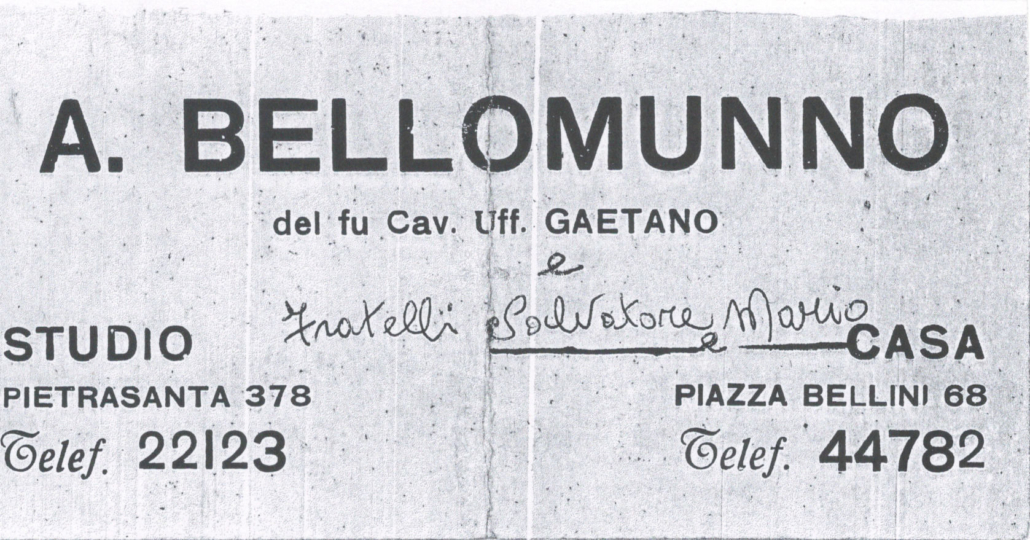 A. BELLOMUNNO
del fu Cav. Uff. GAETANO
e
Fratelli Salvatore e Mario
STUDIO
PIETRASANTA 378
Telef. 22123
CASA
PIAZZA BELLINI 68
Telef. 44782